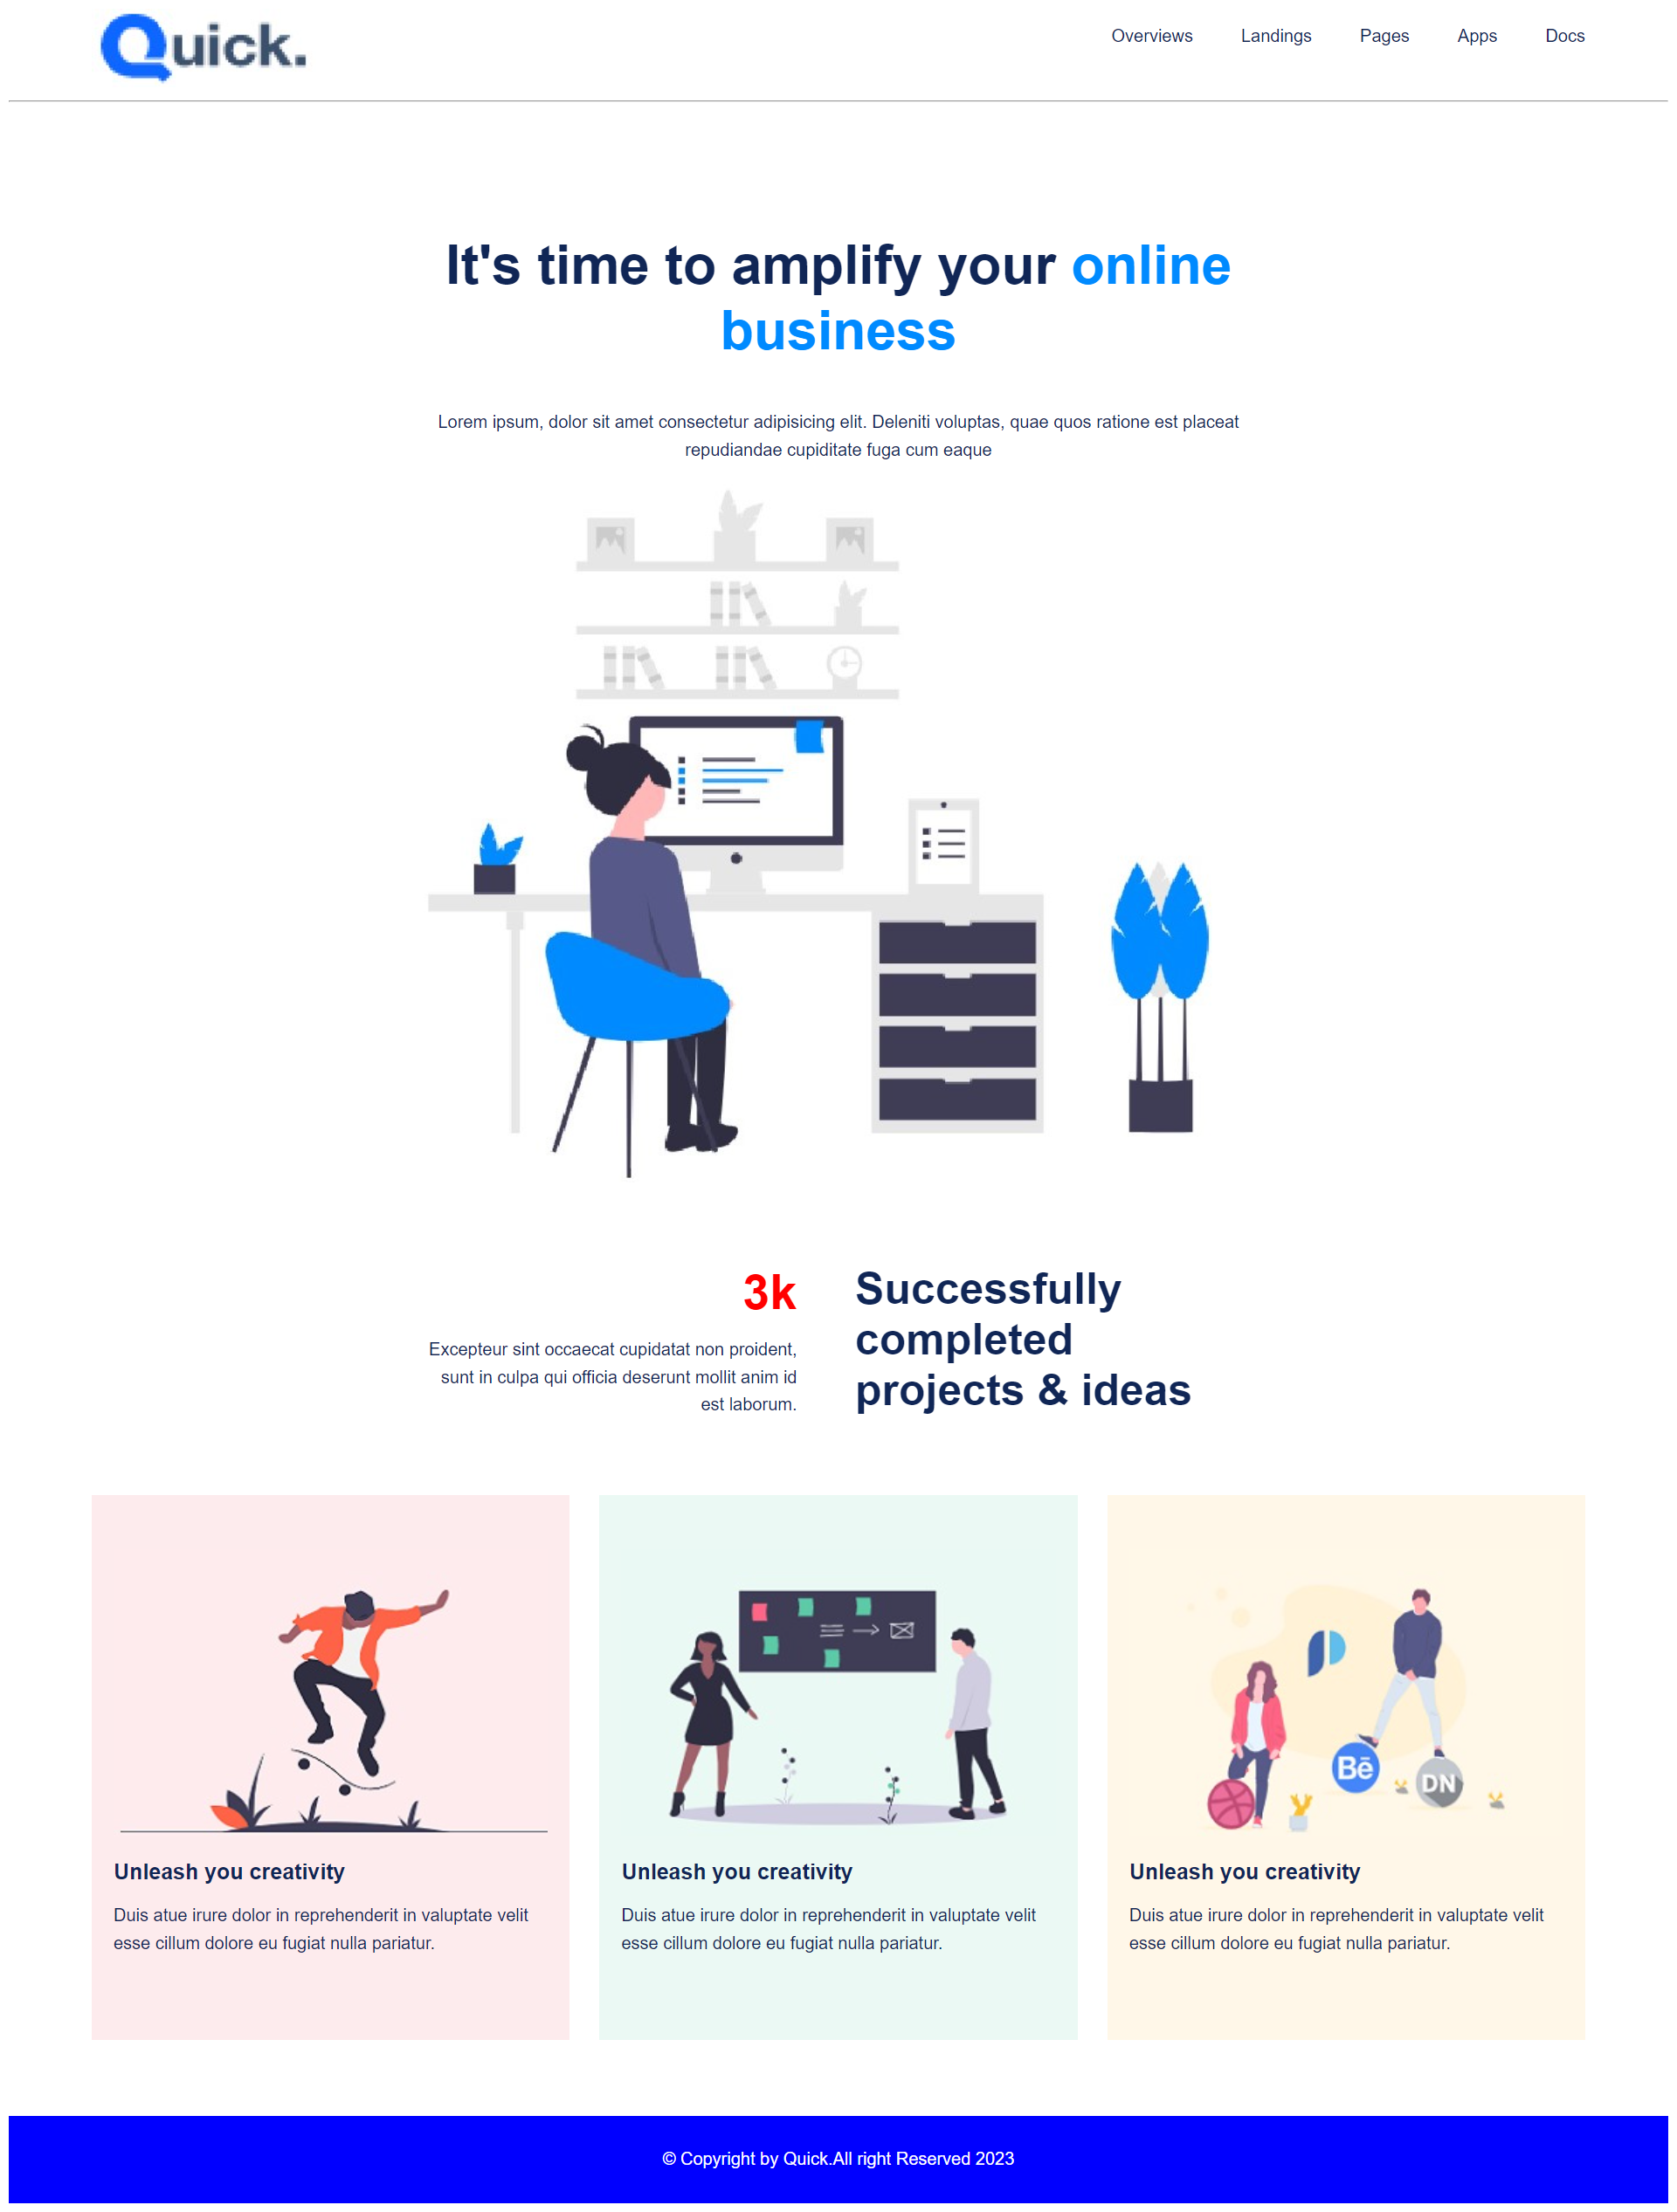 Quick.
Overviews Landings Pages Apps Docs
It's time to amplify your online
business
Lorem ipsum, dolor sit amet consectetur adipisicing elit. Deleniti voluptas, quae quos ratione est placeat
repudiandae cupiditate fuga cum eaque
3k
Excepteur sint occaecat cupidatat non proident,
sunt in culpa qui officia deserunt mollit anim id
est laborum.
Successfully
completed
projects & ideas
Bē
DN
Unleash you creativity
Duis atue irure dolor in reprehenderit in valuptate velit
esse cillum dolore eu fugiat nulla pariatur.
Unleash you creativity
Duis atue irure dolor in reprehenderit in valuptate velit
esse cillum dolore eu fugiat nulla pariatur.
Unleash you creativity
Duis atue irure dolor in reprehenderit in valuptate velit
esse cillum dolore eu fugiat nulla pariatur.
© Copyright by Quick.All right Reserved 2023